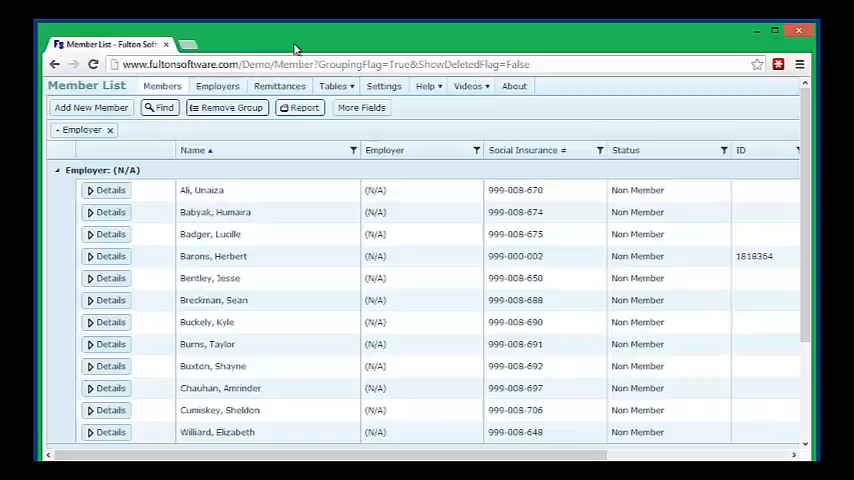 Member List - Fulton Soft ×
www.fultonsoftware.com/Demo/Member?GroupingFlag=True&ShowDeletedFlag=False
Member List Members Employers Remittances Tables Settings Help Videos About
Add New Member Find Remove Group Report More Fields
Employer ×
Name Employer Social Insurance # Status ID
Employer: (N/A)
Details Ali, Unaiza (N/A) 999-008-670 Non Member
Details Babyak, Humaira (N/A) 999-008-674 Non Member
Details Badger, Lucille (N/A) 999-008-675 Non Member
Details Barons, Herbert (N/A) 999-000-002 Non Member 1818364
Details Bentley, Jesse (N/A) 999-008-650 Non Member
Details Breckman, Sean (N/A) 999-008-688 Non Member
Details Buckely, Kyle (N/A) 999-008-690 Non Member
Details Burns, Taylor (N/A) 999-008-691 Non Member
Details Buxton, Shayne (N/A) 999-008-692 Non Member
Details Chauhan, Amrinder (N/A) 999-008-697 Non Member
Details Cumiskey, Sheldon (N/A) 999-008-706 Non Member
Details Williard, Elizabeth (N/A) 999-008-648 Non Member